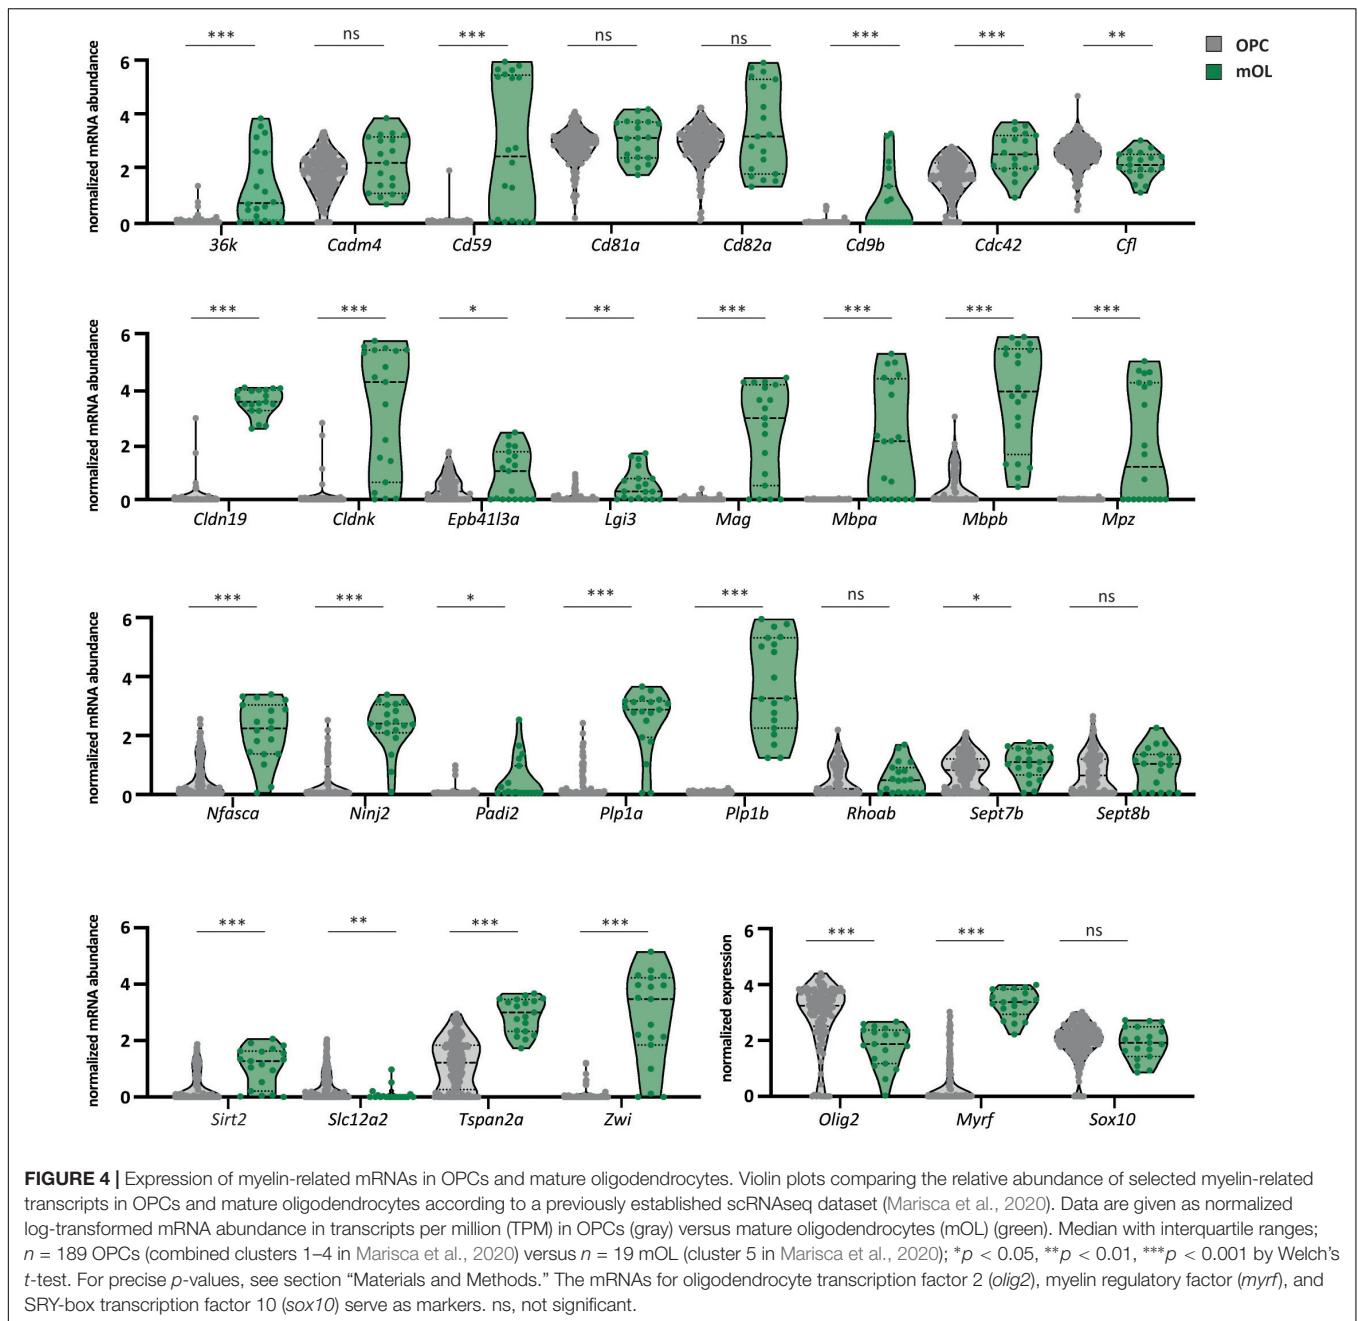 *** ns *** ns ns *** *** **
OPC
mOL
normalized mRNA abundance
6
4
2
0
36k Cadm4 Cd59 Cd81a Cd82a Cd9b Cdc42 Cfl
*** *** * ** *** *** *** ***
normalized mRNA abundance
6
4
2
0
Cldn19 Cldnk Epb41l3a Lgi3 Mag Mbpa Mbpb Mpz
*** *** * *** *** ns * ns
normalized mRNA abundance
6
4
2
0
Nfasca Ninj2 Padi2 Plp1a Plp1b Rhoab Sept7b Sept8b
*** ** *** ***
normalized mRNA abundance
6
4
2
0
Sirt2 Slc12a2 Tspan2a Zwi
*** *** ns
normalized expression
6
4
2
0
Olig2 Myrf Sox10
FIGURE 4 | Expression of myelin-related mRNAs in OPCs and mature oligodendrocytes. Violin plots comparing the relative abundance of selected myelin-related
transcripts in OPCs and mature oligodendrocytes according to a previously established scRNAseq dataset (Marisca et al., 2020). Data are given as normalized
log-transformed mRNA abundance in transcripts per million (TPM) in OPCs (gray) versus mature oligodendrocytes (mOL) (green). Median with interquartile ranges;
n = 189 OPCs (combined clusters 1–4 in Marisca et al., 2020) versus n = 19 mOL (cluster 5 in Marisca et al., 2020); *p < 0.05, **p < 0.01, ***p < 0.001 by Welch's
t-test. For precise p-values, see section “Materials and Methods.” The mRNAs for oligodendrocyte transcription factor 2 (olig2), myelin regulatory factor (myrf), and
SRY-box transcription factor 10 (sox10) serve as markers. ns, not significant.